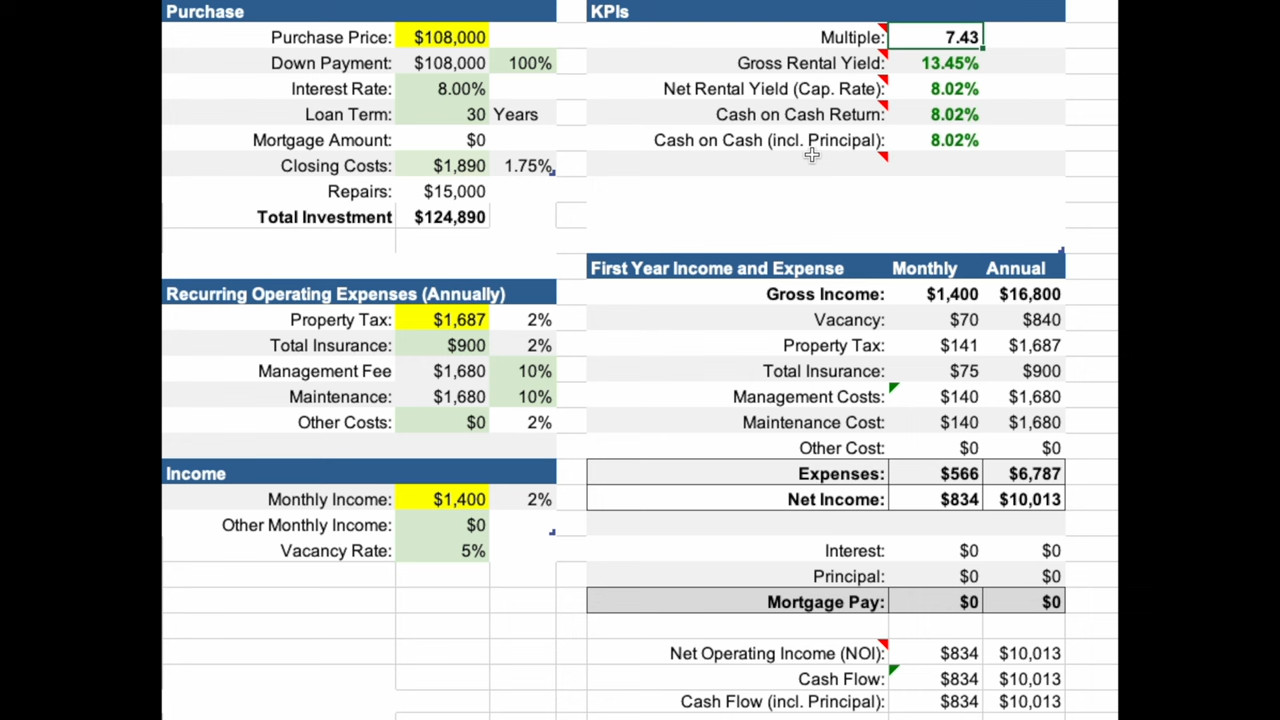 Purchase
Purchase Price: $108,000
Down Payment: $108,000 100%
Interest Rate: 8.00%
Loan Term: 30 Years
Mortgage Amount: $0
Closing Costs: $1,890 1.75%
Repairs: $15,000
Total Investment $124,890
Recurring Operating Expenses (Annually)
Property Tax: $1,687 2%
Total Insurance: $900 2%
Management Fee $1,680 10%
Maintenance: $1,680 10%
Other Costs: $0 2%
Income
Monthly Income: $1,400 2%
Other Monthly Income: $0
Vacancy Rate: 5%
KPIs
Multiple: 7.43
Gross Rental Yield: 13.45%
Net Rental Yield (Cap. Rate): 8.02%
Cash on Cash Return: 8.02%
Cash on Cash (incl. Principal): 8.02%
First Year Income and Expense Monthly Annual
Gross Income: $1,400 $16,800
Vacancy: $70 $840
Property Tax: $141 $1,687
Total Insurance: $75 $900
Management Costs: $140 $1,680
Maintenance Cost: $140 $1,680
Other Cost: $0 $0
Expenses: $566 $6,787
Net Income: $834 $10,013
Interest: $0 $0
Principal: $0 $0
Mortgage Pay: $0 $0
Net Operating Income (NOI): $834 $10,013
Cash Flow: $834 $10,013
Cash Flow (incl. Principal): $834 $10,013